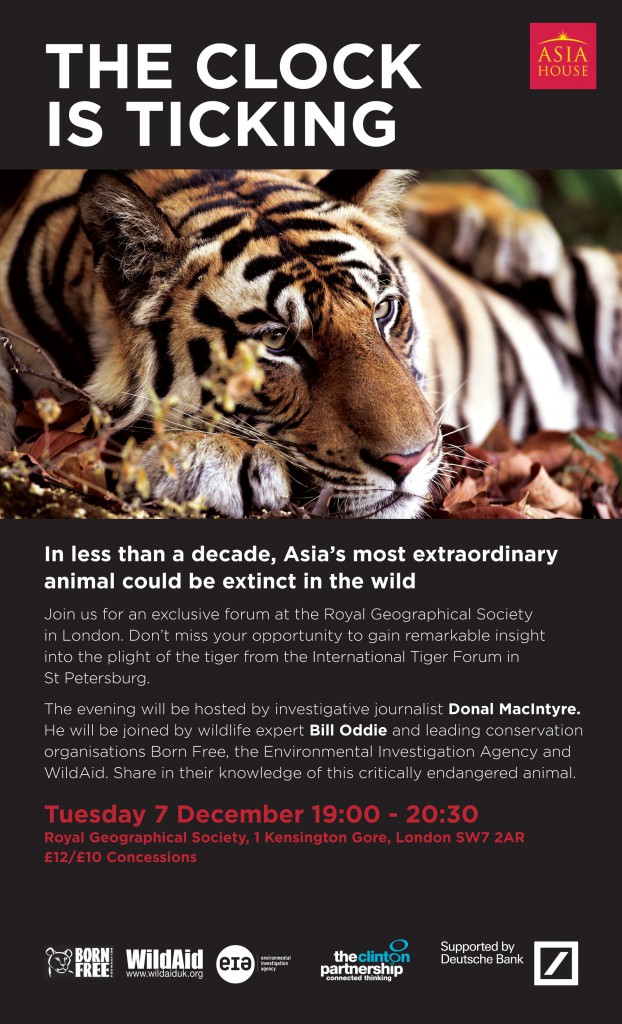 THE CLOCK
IS TICKING
ASIA
HOUSE
In less than a decade, Asia's most extraordinary
animal could be extinct in the wild
Join us for an exclusive forum at the Royal Geographical Society
in London. Don't miss your opportunity to gain remarkable insight
into the plight of the tiger from the International Tiger Forum in
St Petersburg.
The evening will be hosted by investigative journalist Donal MacIntyre.
He will be joined by wildlife expert Bill Oddie and leading conservation
organisations Born Free, the Environmental Investigation Agency and
WildAid. Share in their knowledge of this critically endangered animal.
Tuesday 7 December 19:00 - 20:30
Royal Geographical Society, 1 Kensington Gore, London SW7 2AR
£12/£10 Concessions
BORN
FREE
WildAid
www.wildaiduk.org
eia
environmental
investigation
agency
theclinton
partnership
connected thinking
Supported by
Deutsche Bank